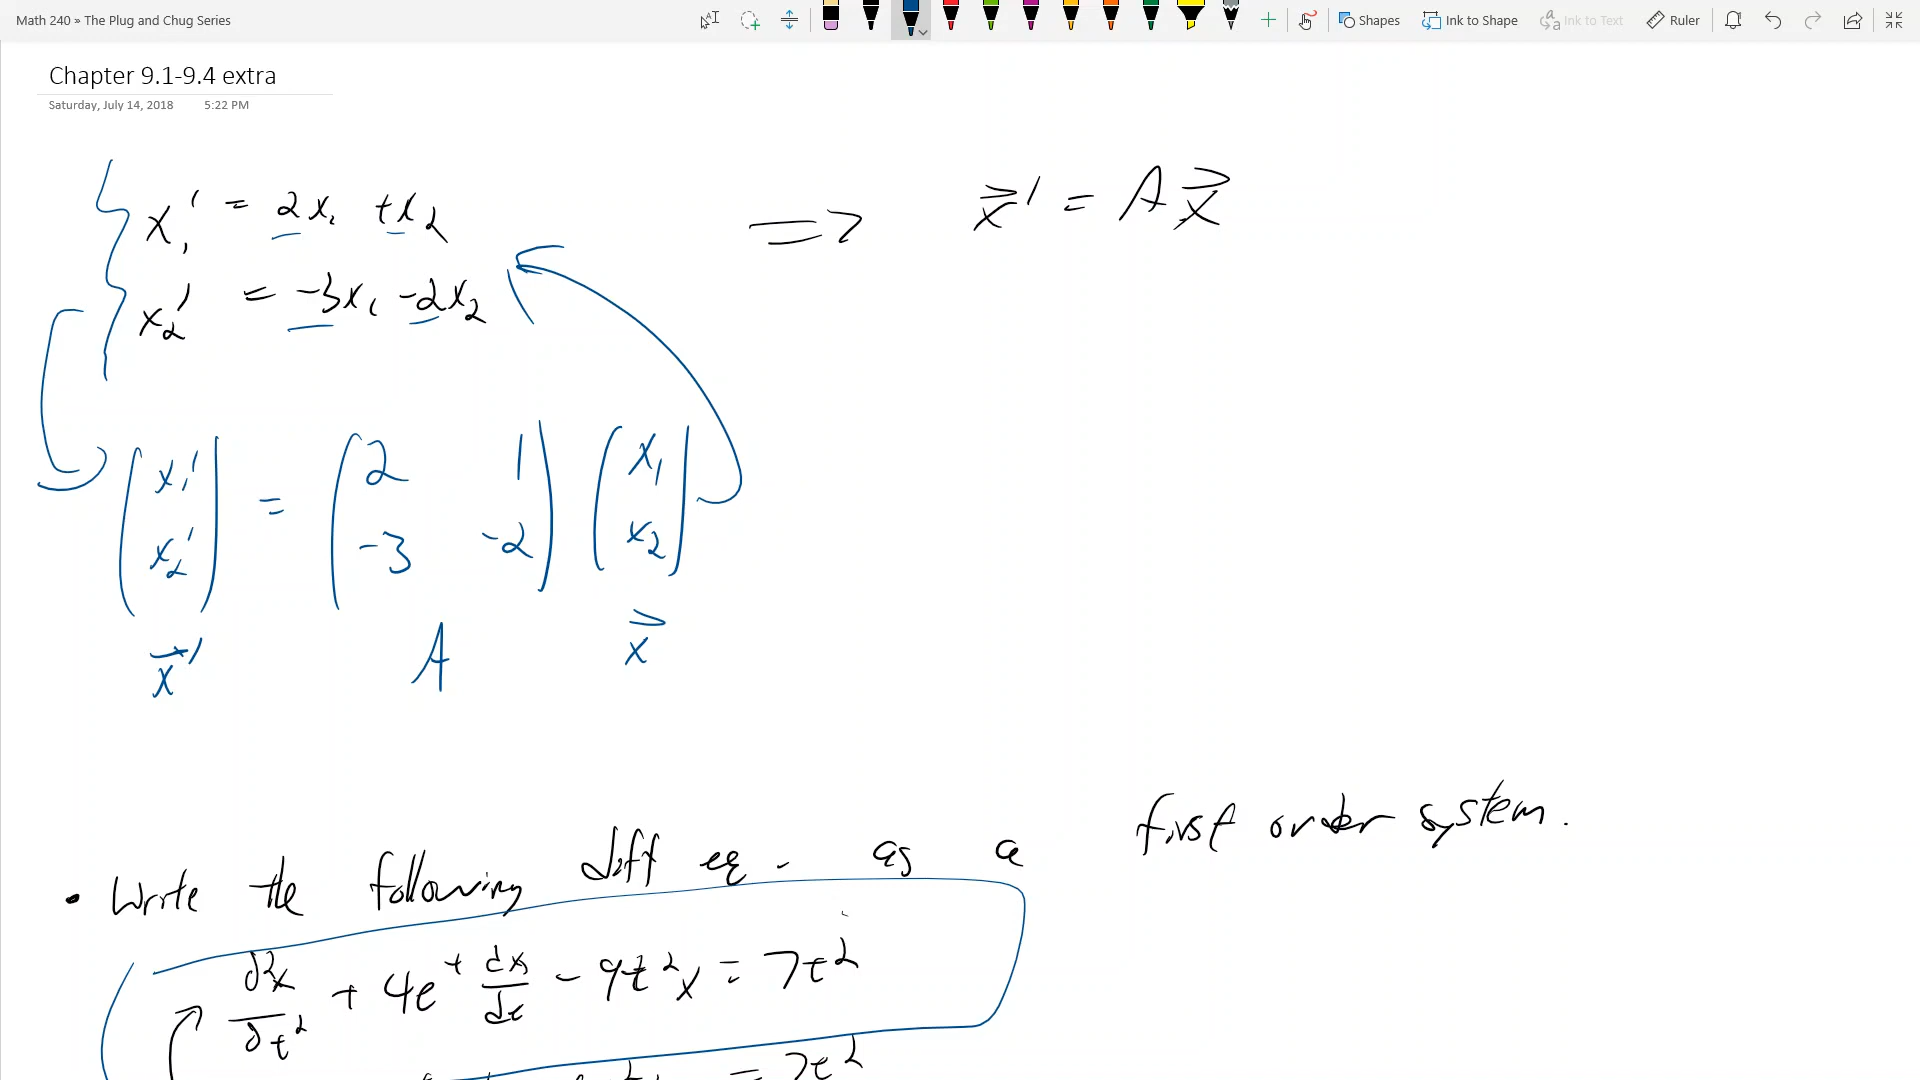 Math 240 » The Plug and Chug Series
Shapes Ink to Shape Ink to Text Ruler
Chapter 9.1-9.4 extra
Saturday, July 14, 2018 5:22 PM
x₁' = 2x₁ + x₂ => x⃗' = A x⃗
x₂' = -3x₁ -2x₂
(x₁' x₂') = (2 1 -3 -2) (x₁ x₂)
x⃗' A x⃗
• Write the following diff eq. as a first order system.
d²x/dt² + 4e^t dx/dt - 9t²x = 7t²
= 7t²